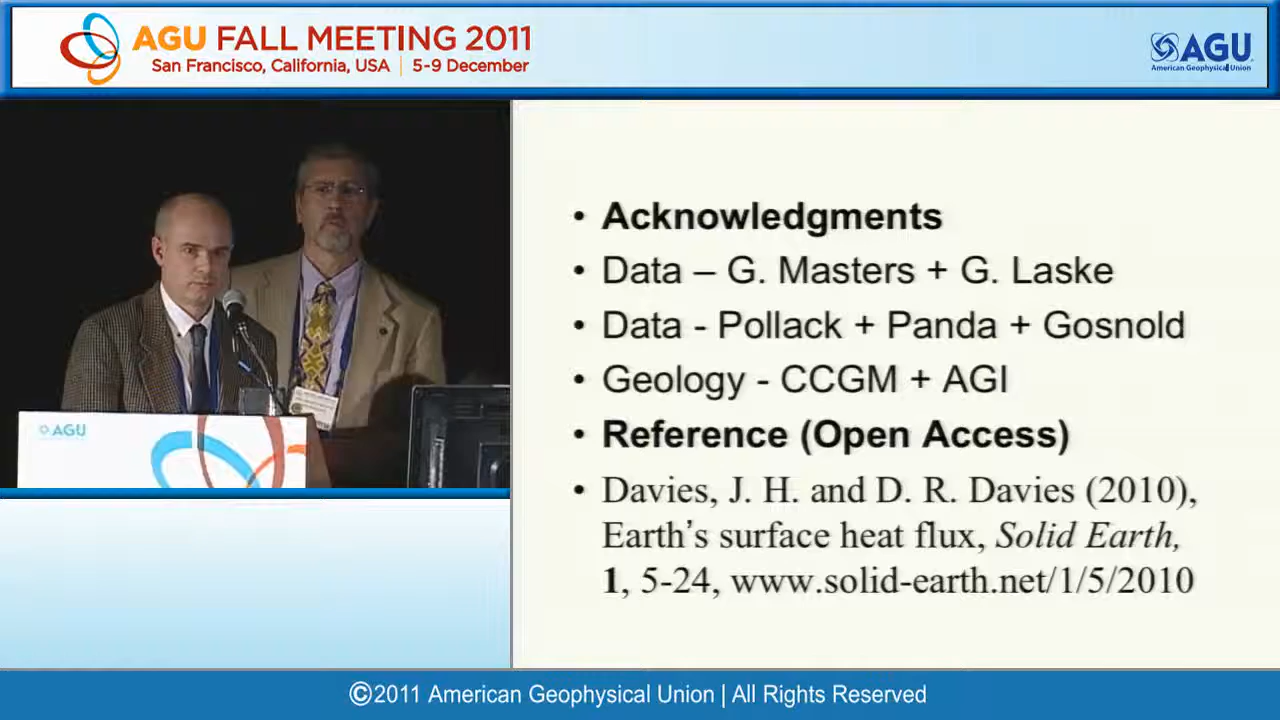 AGU FALL MEETING 2011
San Francisco, California, USA | 5-9 December
AGU
American Geophysical Union
AGU
• Acknowledgments
• Data – G. Masters + G. Laske
• Data - Pollack + Panda + Gosnold
• Geology - CCGM + AGI
• Reference (Open Access)
• Davies, J. H. and D. R. Davies (2010),
Earth's surface heat flux, Solid Earth,
1, 5-24, www.solid-earth.net/1/5/2010
©2011 American Geophysical Union | All Rights Reserved